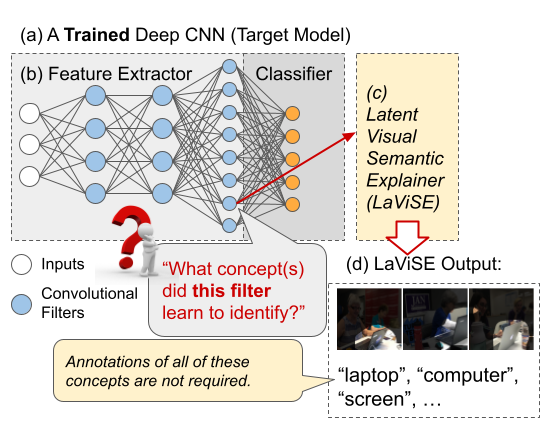 (a) A Trained Deep CNN (Target Model)
(b) Feature Extractor
Classifier
(c)
Latent
Visual
Semantic
Explainer
(LaViSE)
Inputs
Convolutional
Filters
“What concept(s)
did this filter
learn to identify?”
(d) LaViSE Output:
Annotations of all of these
concepts are not required.
“laptop”, “computer”,
“screen”, ...